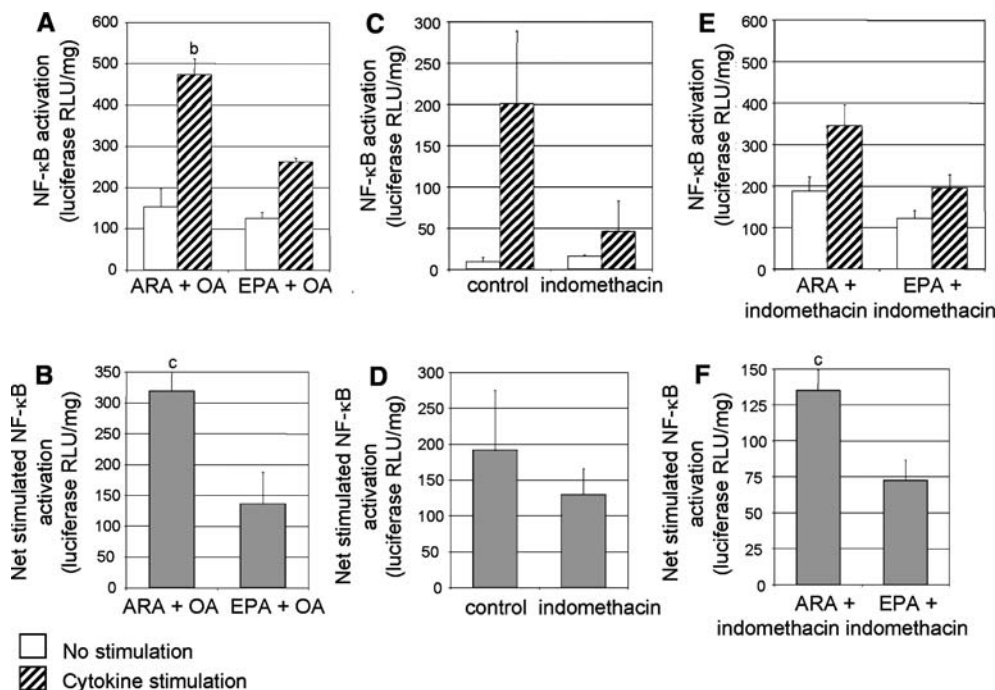 A
NF-κB activation
(luciferase RLU/mg)
600
500
400
300
200
100
0
b
ARA + OA
EPA + OA
C
NF-κB activation
(luciferase RLU/mg)
300
250
200
150
100
50
0
control
indomethacin
E
NF-κB activation
(luciferase RLU/mg)
600
500
400
300
200
100
0
ARA +
indomethacin
EPA +
indomethacin
B
Net stimulated NF-κB
activation
(luciferase RLU/mg)
350
300
250
200
150
100
50
0
c
ARA + OA
EPA + OA
D
Net stimulated NF-κB
activation
(luciferase RLU/mg)
300
250
200
150
100
50
0
control
indomethacin
F
Net stimulated NF-κB
activation
(luciferase RLU/mg)
150
125
100
75
50
25
0
c
ARA +
indomethacin
EPA +
indomethacin
No stimulation
Cytokine stimulation